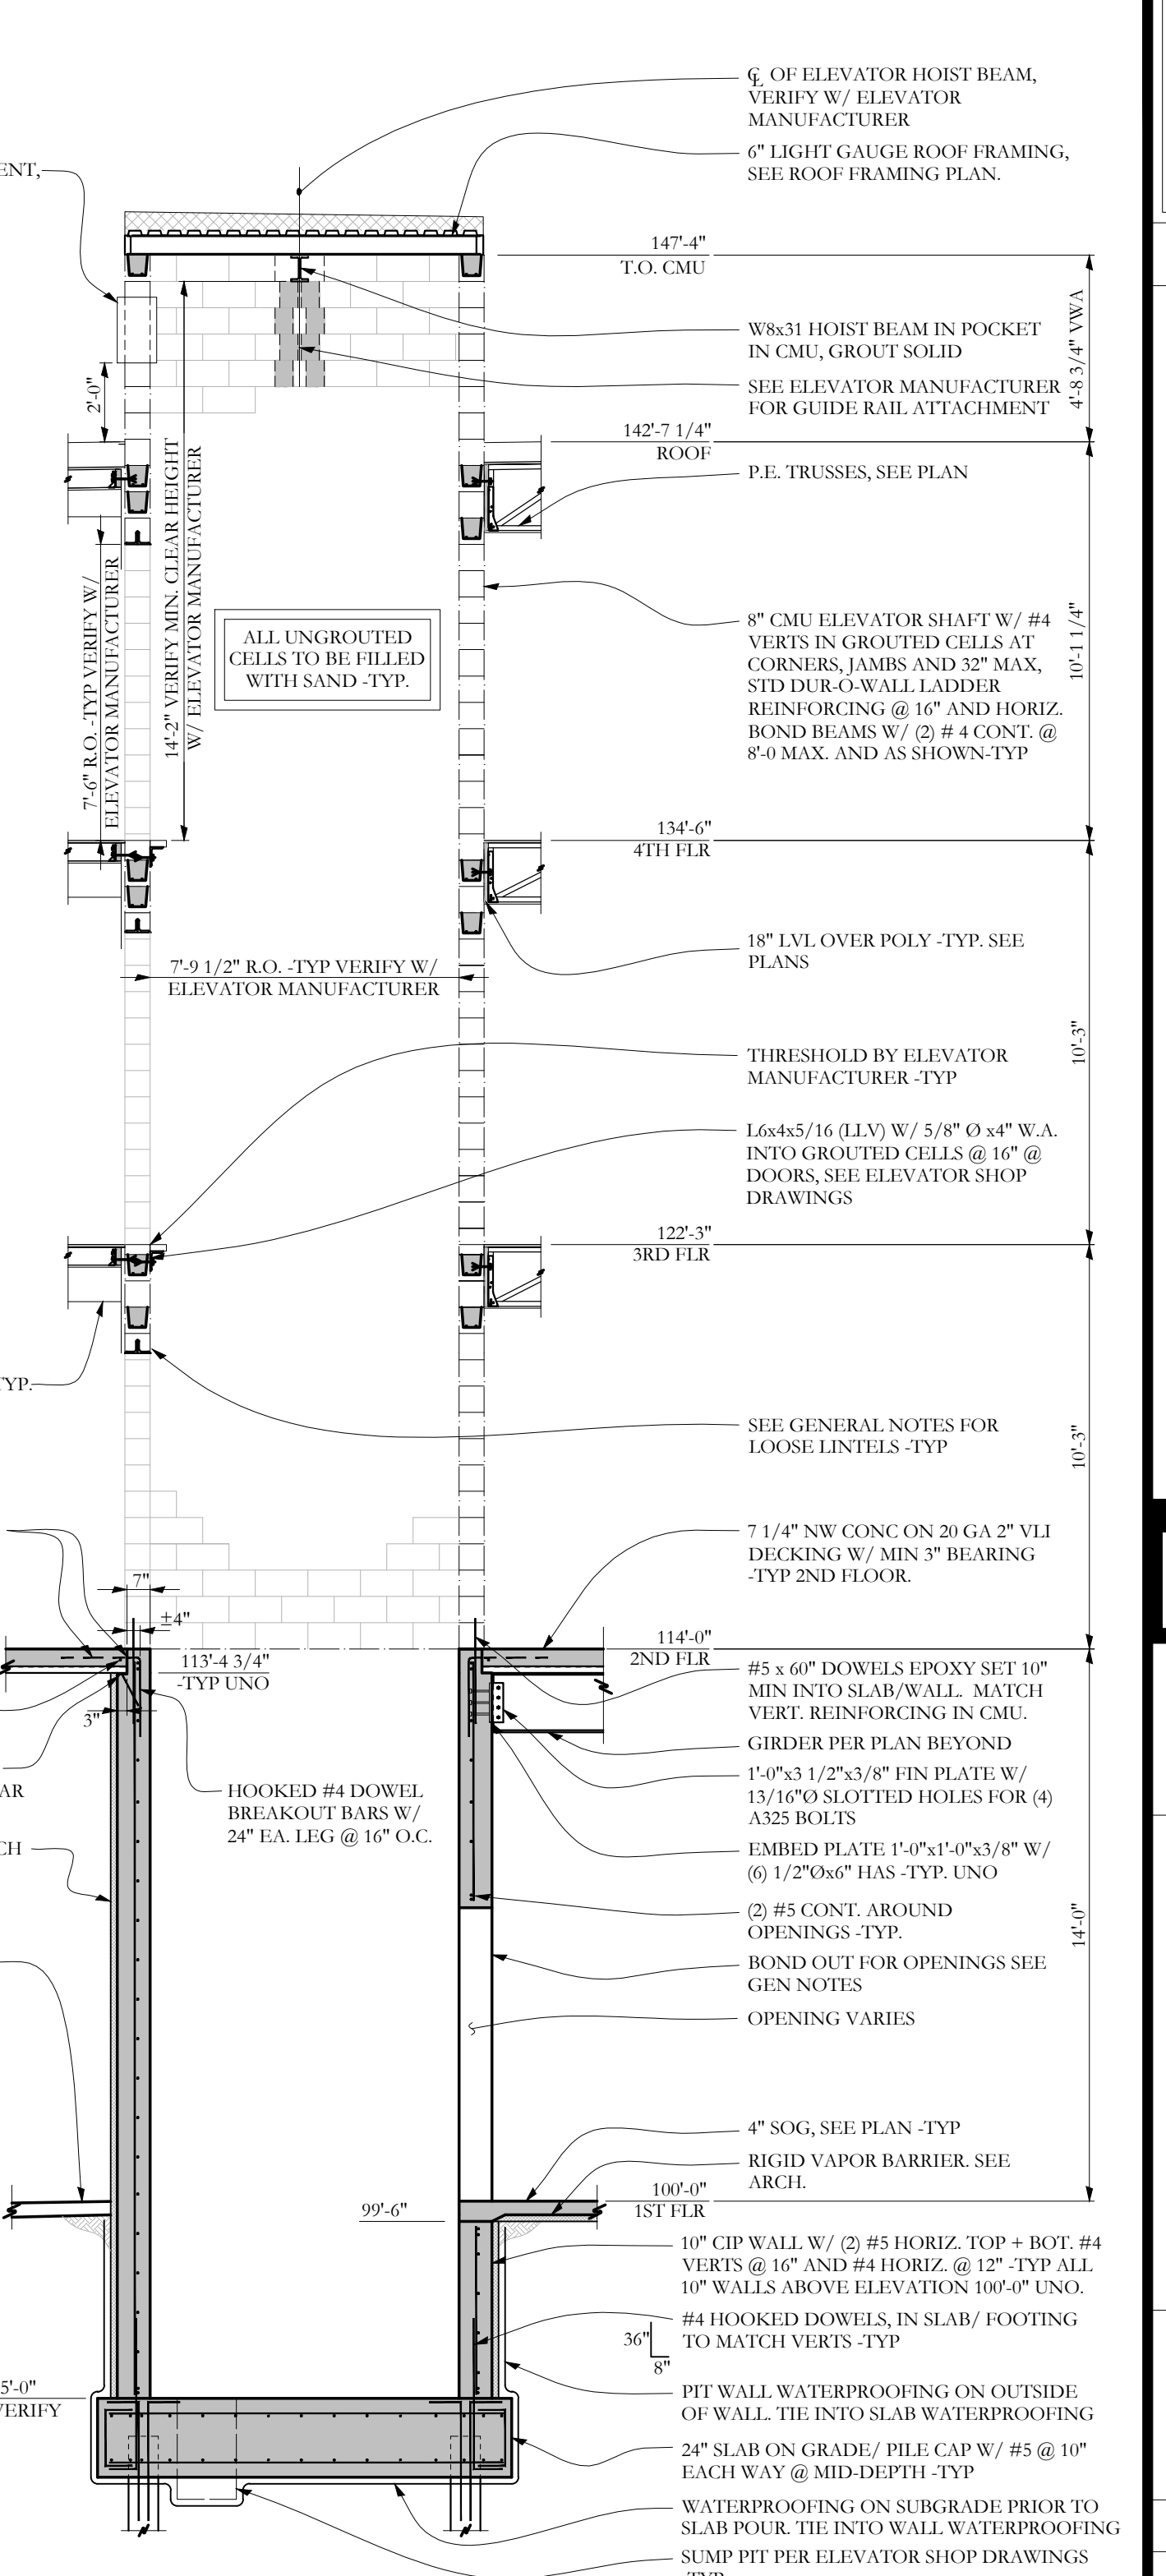 ℄ OF ELEVATOR HOIST BEAM,
VERIFY W/ ELEVATOR
MANUFACTURER
6" LIGHT GAUGE ROOF FRAMING,
SEE ROOF FRAMING PLAN.
ENT,
147'-4"
T.O. CMU
W8x31 HOIST BEAM IN POCKET
IN CMU, GROUT SOLID
SEE ELEVATOR MANUFACTURER
FOR GUIDE RAIL ATTACHMENT
4'-8 3/4" VWA
2'-0"
142'-7 1/4"
ROOF
P.E. TRUSSES, SEE PLAN
14'-2" VERIFY MIN. CLEAR HEIGHT
W/ ELEVATOR MANUFACTURER
7'-6" R.O. -TYP VERIFY W/
ELEVATOR MANUFACTURER
ALL UNGROUTED
CELLS TO BE FILLED
WITH SAND -TYP.
8" CMU ELEVATOR SHAFT W/ #4
VERTS IN GROUTED CELLS AT
CORNERS, JAMBS AND 32" MAX,
STD DUR-O-WALL LADDER
REINFORCING @ 16" AND HORIZ.
BOND BEAMS W/ (2) # 4 CONT. @
8'-0 MAX. AND AS SHOWN-TYP
10'-1 1/4"
134'-6"
4TH FLR
18" LVL OVER POLY -TYP. SEE
PLANS
7'-9 1/2" R.O. -TYP VERIFY W/
ELEVATOR MANUFACTURER
10'-3"
THRESHOLD BY ELEVATOR
MANUFACTURER -TYP
L6x4x5/16 (LLV) W/ 5/8" Ø x4" W.A.
INTO GROUTED CELLS @ 16" @
DOORS, SEE ELEVATOR SHOP
DRAWINGS
122'-3"
3RD FLR
TYP.
SEE GENERAL NOTES FOR
LOOSE LINTELS -TYP
10'-3"
7 1/4" NW CONC ON 20 GA 2" VLI
DECKING W/ MIN 3" BEARING
-TYP 2ND FLOOR.
7"
±4"
114'-0"
2ND FLR
113'-4 3/4"
-TYP UNO
#5 x 60" DOWELS EPOXY SET 10"
MIN INTO SLAB/WALL. MATCH
VERT. REINFORCING IN CMU.
3"
GIRDER PER PLAN BEYOND
1'-0"x3 1/2"x3/8" FIN PLATE W/
13/16"Ø SLOTTED HOLES FOR (4)
A325 BOLTS
AR
HOOKED #4 DOWEL
BREAKOUT BARS W/
24" EA. LEG @ 16" O.C.
CH
EMBED PLATE 1'-0"x1'-0"x3/8" W/
(6) 1/2"Øx6" HAS -TYP. UNO
(2) #5 CONT. AROUND
OPENINGS -TYP.
14'-0"
BOND OUT FOR OPENINGS SEE
GEN NOTES
OPENING VARIES
4" SOG, SEE PLAN -TYP
RIGID VAPOR BARRIER. SEE
ARCH.
100'-0"
1ST FLR
99'-6"
10" CIP WALL W/ (2) #5 HORIZ. TOP + BOT. #4
VERTS @ 16" AND #4 HORIZ. @ 12" -TYP ALL
10" WALLS ABOVE ELEVATION 100'-0" UNO.
#4 HOOKED DOWELS, IN SLAB/ FOOTING
TO MATCH VERTS -TYP
36"
8"
5'-0"
VERIFY
PIT WALL WATERPROOFING ON OUTSIDE
OF WALL. TIE INTO SLAB WATERPROOFING
24" SLAB ON GRADE/ PILE CAP W/ #5 @ 10"
EACH WAY @ MID-DEPTH -TYP
WATERPROOFING ON SUBGRADE PRIOR TO
SLAB POUR. TIE INTO WALL WATERPROOFING
SUMP PIT PER ELEVATOR SHOP DRAWINGS